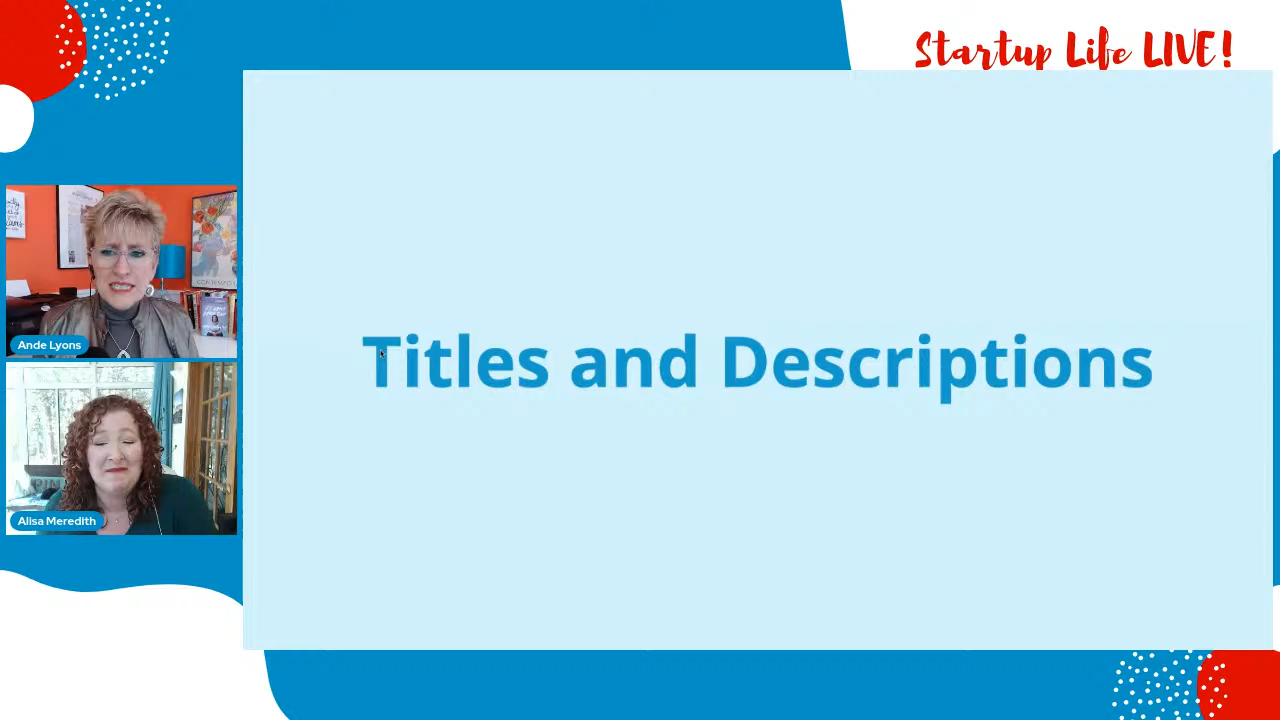 Startup Life LIVE!
Titles and Descriptions
Ande Lyons
Alisa Meredith